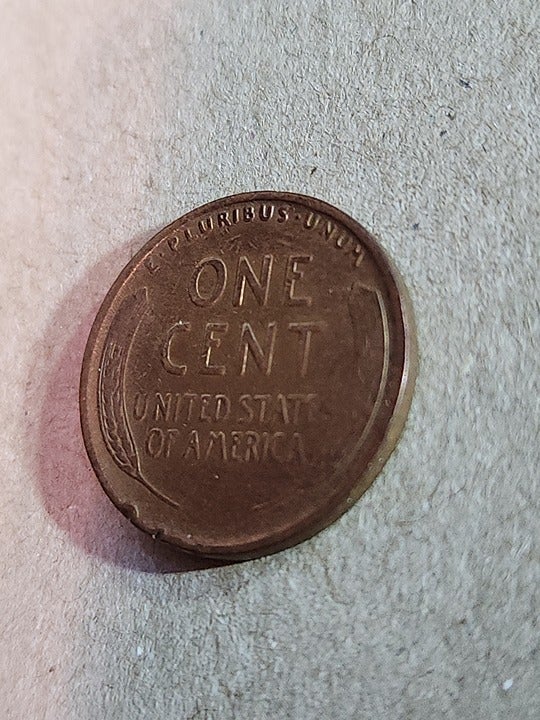 E · PLURIBUS · UNUM
ONE
CENT
UNITED STATES
OF AMERICA